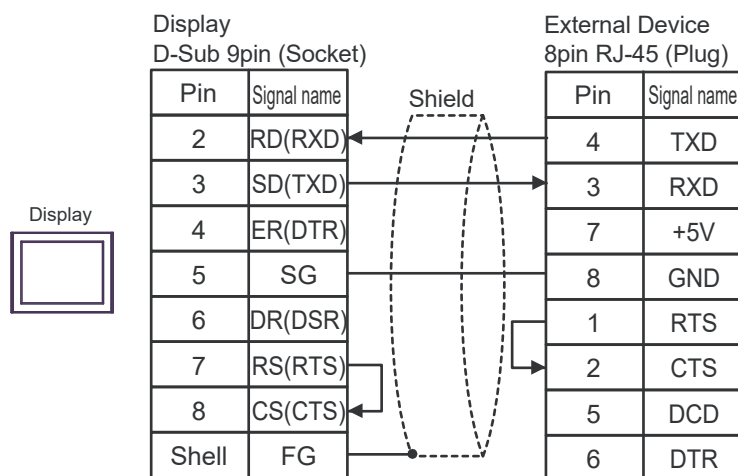 Display
D-Sub 9pin (Socket)
External Device
8pin RJ-45 (Plug)
Pin Signal name Shield Pin Signal name
2 RD(RXD) 4 TXD
3 SD(TXD) 3 RXD
Display
4 ER(DTR) 7 +5V
5 SG 8 GND
6 DR(DSR) 1 RTS
7 RS(RTS) 2 CTS
8 CS(CTS) 5 DCD
Shell FG 6 DTR